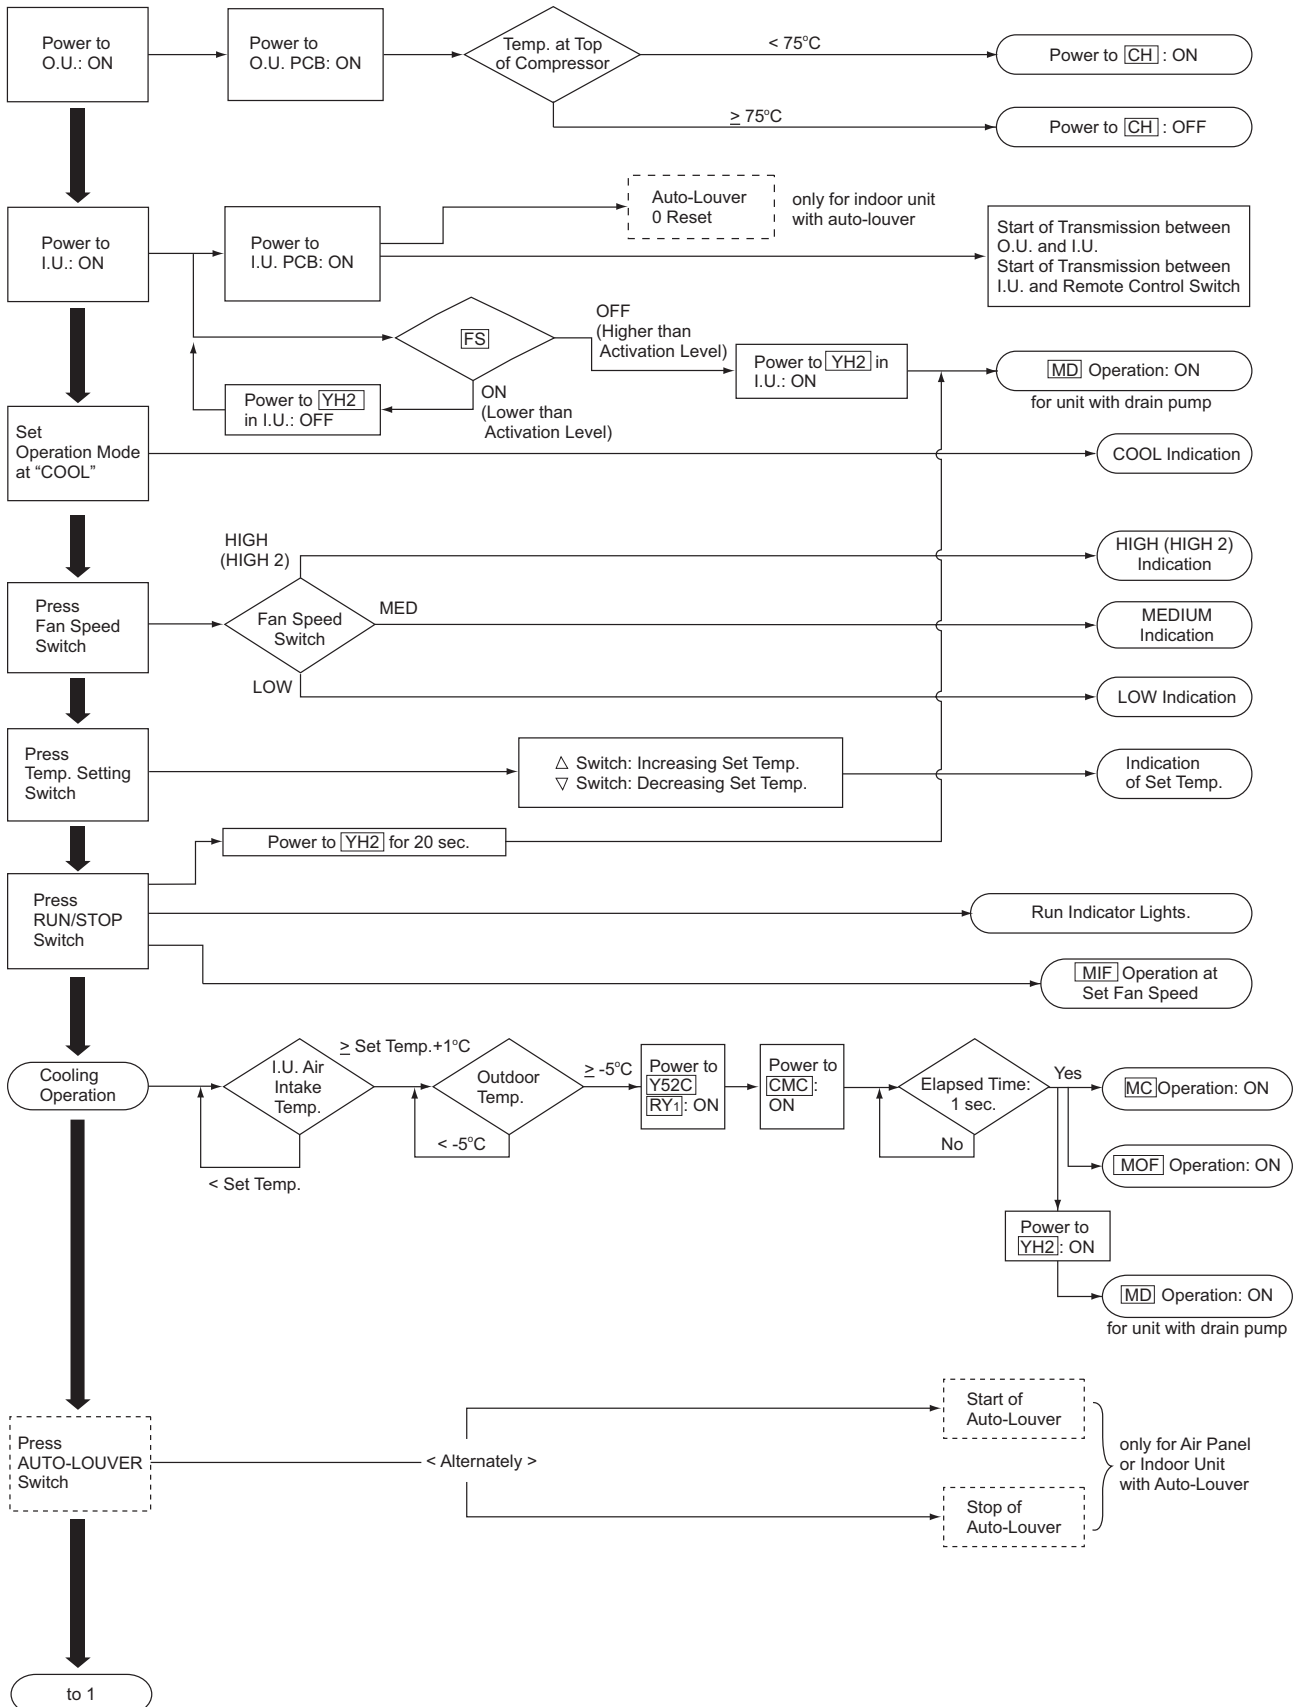 Power to
O.U.: ON
Power to
O.U. PCB: ON
Temp. at Top
of Compressor
< 75°C
Power to CH : ON
≥ 75°C
Power to CH : OFF
Power to
I.U.: ON
Power to
I.U. PCB: ON
Auto-Louver
0 Reset
only for indoor unit
with auto-louver
Start of Transmission between
O.U. and I.U.
Start of Transmission between
I.U. and Remote Control Switch
FS
OFF
(Higher than
Activation Level)
Power to YH2 in
I.U.: ON
MD Operation: ON
for unit with drain pump
ON
(Lower than
Activation Level)
Power to YH2
in I.U.: OFF
Set
Operation Mode
at “COOL”
COOL Indication
Press
Fan Speed
Switch
Fan Speed
Switch
HIGH
(HIGH 2)
HIGH (HIGH 2)
Indication
MED
MEDIUM
Indication
LOW
LOW Indication
Press
Temp. Setting
Switch
△ Switch: Increasing Set Temp.
▽ Switch: Decreasing Set Temp.
Indication
of Set Temp.
Power to YH2 for 20 sec.
Press
RUN/STOP
Switch
Run Indicator Lights.
MIF Operation at
Set Fan Speed
Cooling
Operation
I.U. Air
Intake
Temp.
≥ Set Temp.+1°C
< Set Temp.
Outdoor
Temp.
≥ -5°C
< -5°C
Power to
Y52C
RY1 : ON
Power to
CMC :
ON
Elapsed Time:
1 sec.
Yes
No
MC Operation: ON
MOF Operation: ON
Power to
YH2 : ON
MD Operation: ON
for unit with drain pump
Press
AUTO-LOUVER
Switch
< Alternately >
Start of
Auto-Louver
Stop of
Auto-Louver
only for Air Panel
or Indoor Unit
with Auto-Louver
to 1